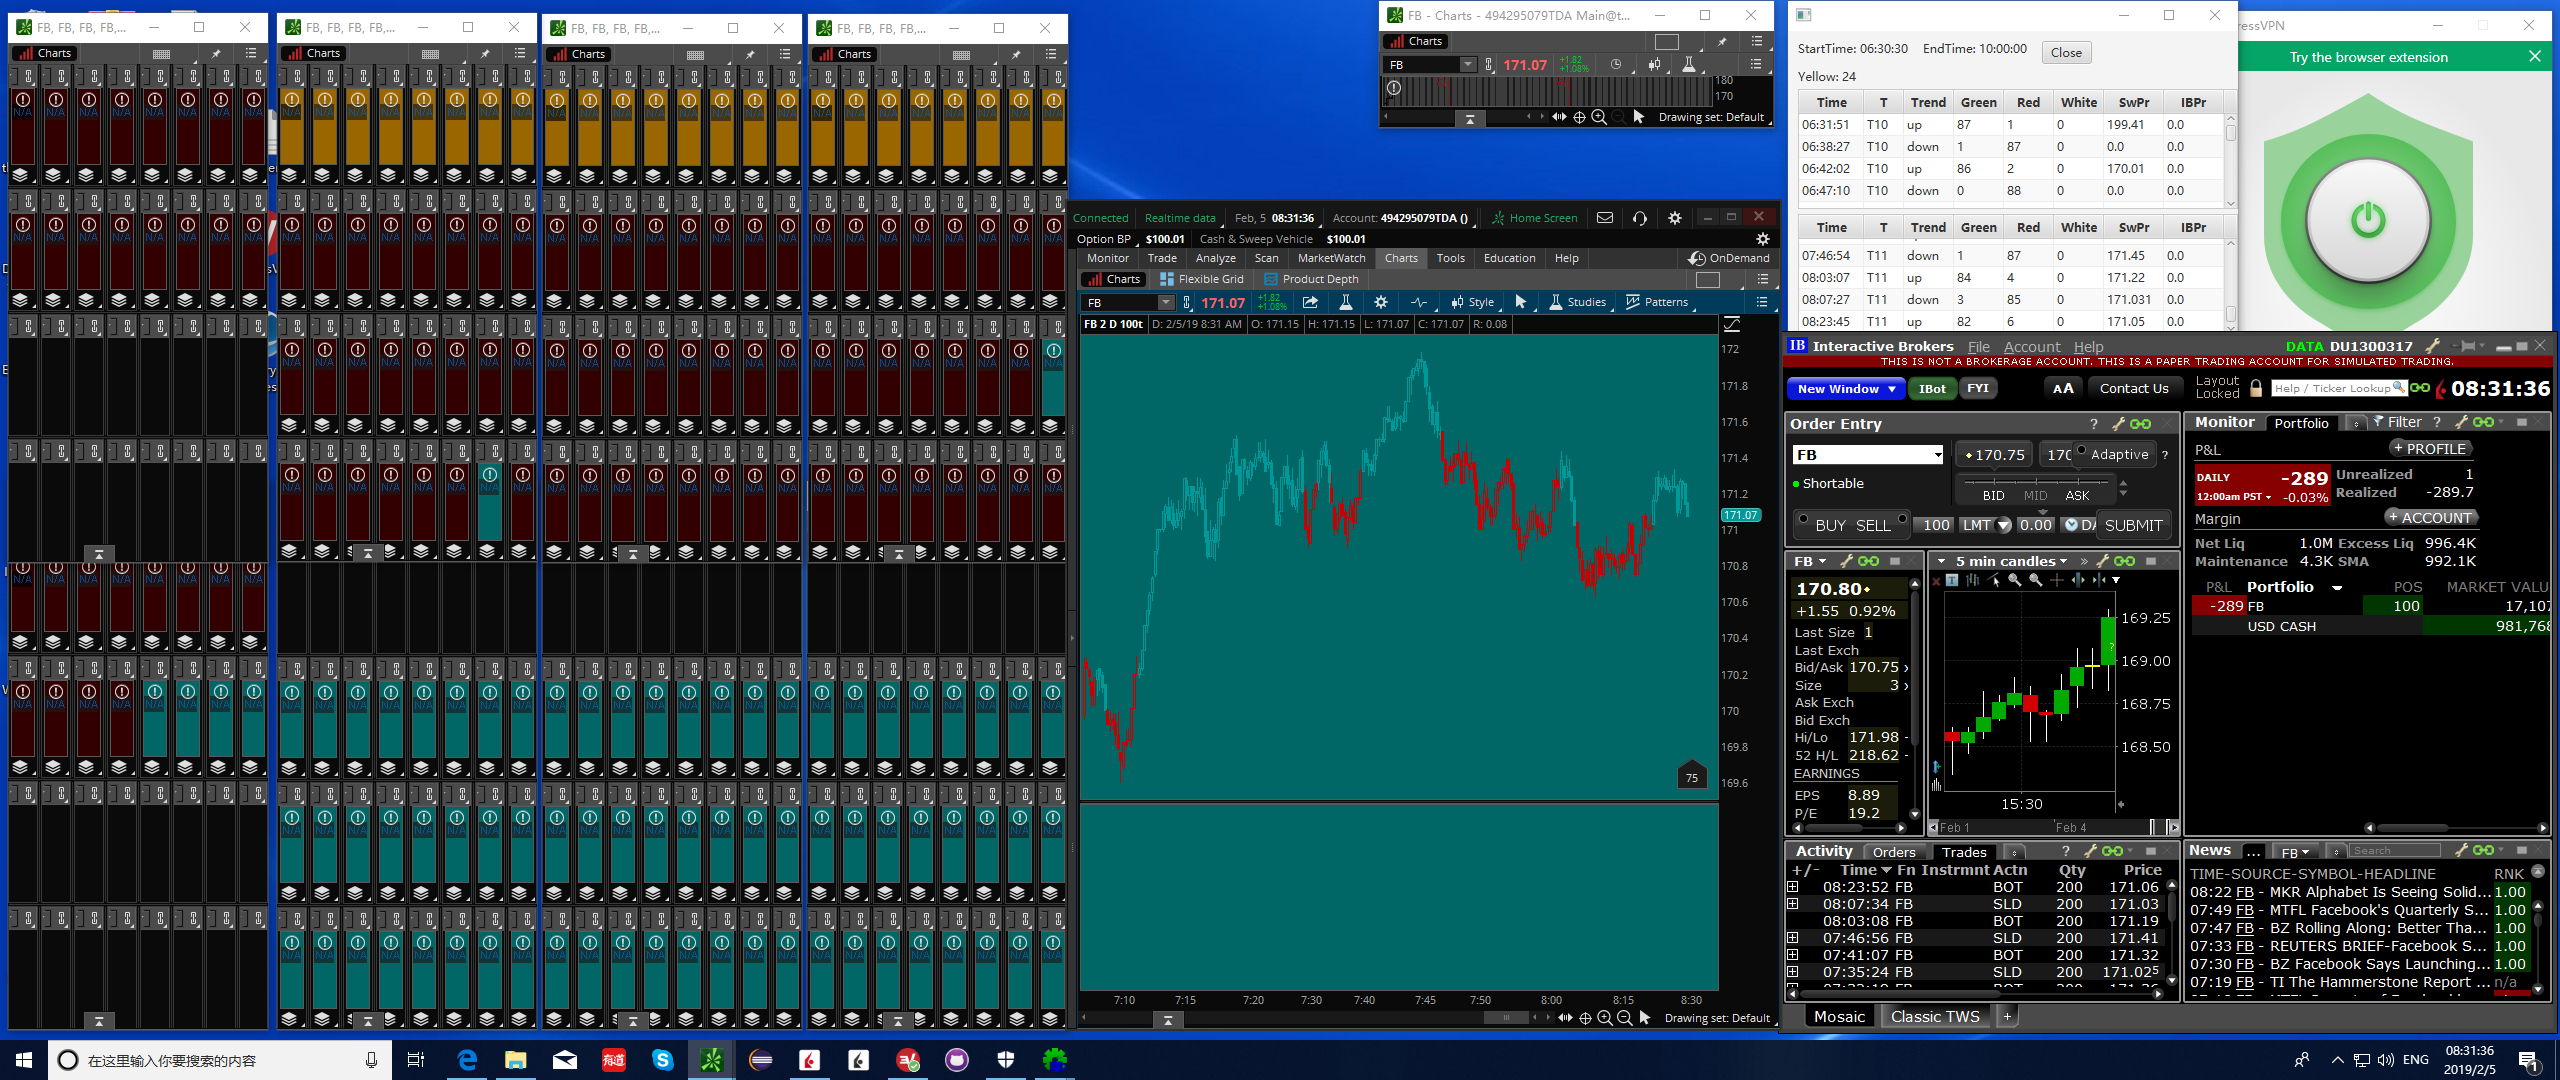 FB, FB, FB, FB,...
FB, FB, FB, FB,...
FB, FB, FB, FB,...
FB, FB, FB, FB,...
Charts
Charts
Charts
Charts
FB - Charts - 494295079TDA Main@t...
Charts
FB
171.07
+1.82
+1.08%
180
170
Drawing set: Default
StartTime: 06:30:30 EndTime: 10:00:00 Close
Yellow: 24
Time T Trend Green Red White SwPr IBPr
06:31:51 T10 up 87 1 0 199.41 0.0
06:38:27 T10 down 1 87 0 0.0 0.0
06:42:02 T10 up 86 2 0 170.01 0.0
06:47:10 T10 down 0 88 0 0.0 0.0
Time T Trend Green Red White SwPr IBPr
07:46:54 T11 down 1 87 0 171.45 0.0
08:03:07 T11 up 84 4 0 171.22 0.0
08:07:27 T11 down 3 85 0 171.031 0.0
08:23:45 T11 up 82 6 0 171.05 0.0
ressVPN
Try the browser extension
Connected Realtime data Feb, 5 08:31:36 Account: 494295079TDA () Home Screen
Option BP $100.01 Cash & Sweep Vehicle $100.01
Monitor Trade Analyze Scan MarketWatch Charts Tools Education Help OnDemand
Charts Flexible Grid Product Depth
FB 171.07 +1.82 +1.08% Style Studies Patterns
FB 2 D 100t D: 2/5/19 8:31 AM O: 171.15 H: 171.15 L: 171.07 C: 171.07 R: 0.08
172
171.8
171.6
171.4
171.2
171.07
171
170.8
170.6
170.4
170.2
170
169.8
169.6
75
7:10 7:15 7:20 7:30 7:40 7:45 7:50 8:00 8:15 8:30
Drawing set: Default
IB Interactive Brokers File Account Help DATA DU1300317
THIS IS NOT A BROKERAGE ACCOUNT. THIS IS A PAPER TRADING ACCOUNT FOR SIMULATED TRADING.
New Window IBot FYI AA Contact Us Layout Locked Help / Ticker Lookup 08:31:36
Order Entry
FB 170.75 170 Adaptive ?
Shortable
BID MID ASK
BUY SELL 100 LMT 0.00 DA SUBMIT
Monitor Portfolio Filter ?
P&L + PROFILE
DAILY -289 Unrealized 1
12:00am PST -0.03% Realized -289.7
Margin + ACCOUNT
Net Liq 1.0M Excess Liq 996.4K
Maintenance 4.3K SMA 992.1K
P&L Portfolio POS MARKET VALU
-289 FB 100 17,107
USD CASH 981,768
FB
170.80
+1.55 0.92%
Last Size 1
Last Exch
Bid/Ask 170.75 x
Size 3 x
Ask Exch
Bid Exch
Hi/Lo 171.98 -
52 H/L 218.62 -
EARNINGS
EPS 8.89
P/E 19.2
5 min candles
169.25
169.00
168.75
168.50
15:30
Feb 1 Feb 4
Activity Orders Trades ?
+/- Time Fn Instrmnt Actn Qty Price
08:23:52 FB BOT 200 171.06
08:07:34 FB SLD 200 171.03
08:03:08 FB BOT 200 171.19
07:46:56 FB SLD 200 171.41
07:41:07 FB BOT 200 171.32
07:35:24 FB SLD 200 171.025
News ... FB Search
TIME-SOURCE-SYMBOL-HEADLINE RNK
08:22 FB - MKR Alphabet Is Seeing Solid... 1.00
07:49 FB - MTFL Facebook's Quarterly S... 1.00
07:47 FB - BZ Rolling Along: Better Tha... 1.00
07:33 FB - REUTERS BRIEF-Facebook S... 1.00
07:30 FB - BZ Facebook Says Launching... 1.00
07:19 FB - TI The Hammerstone Report ... n/a
Mosaic Classic TWS +
在这里输入你要搜索的内容
有道
ENG
08:31:36
2019/2/5
1